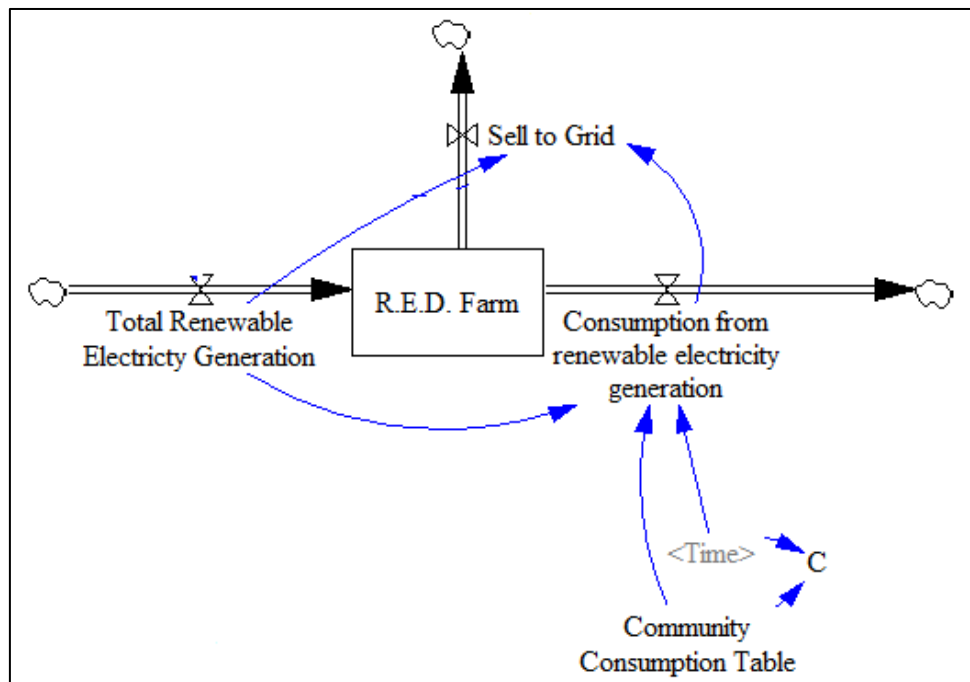 Sell to Grid
R.E.D. Farm
Total Renewable
Electricty Generation
Consumption from
renewable electricity
generation
<Time>
C
Community
Consumption Table